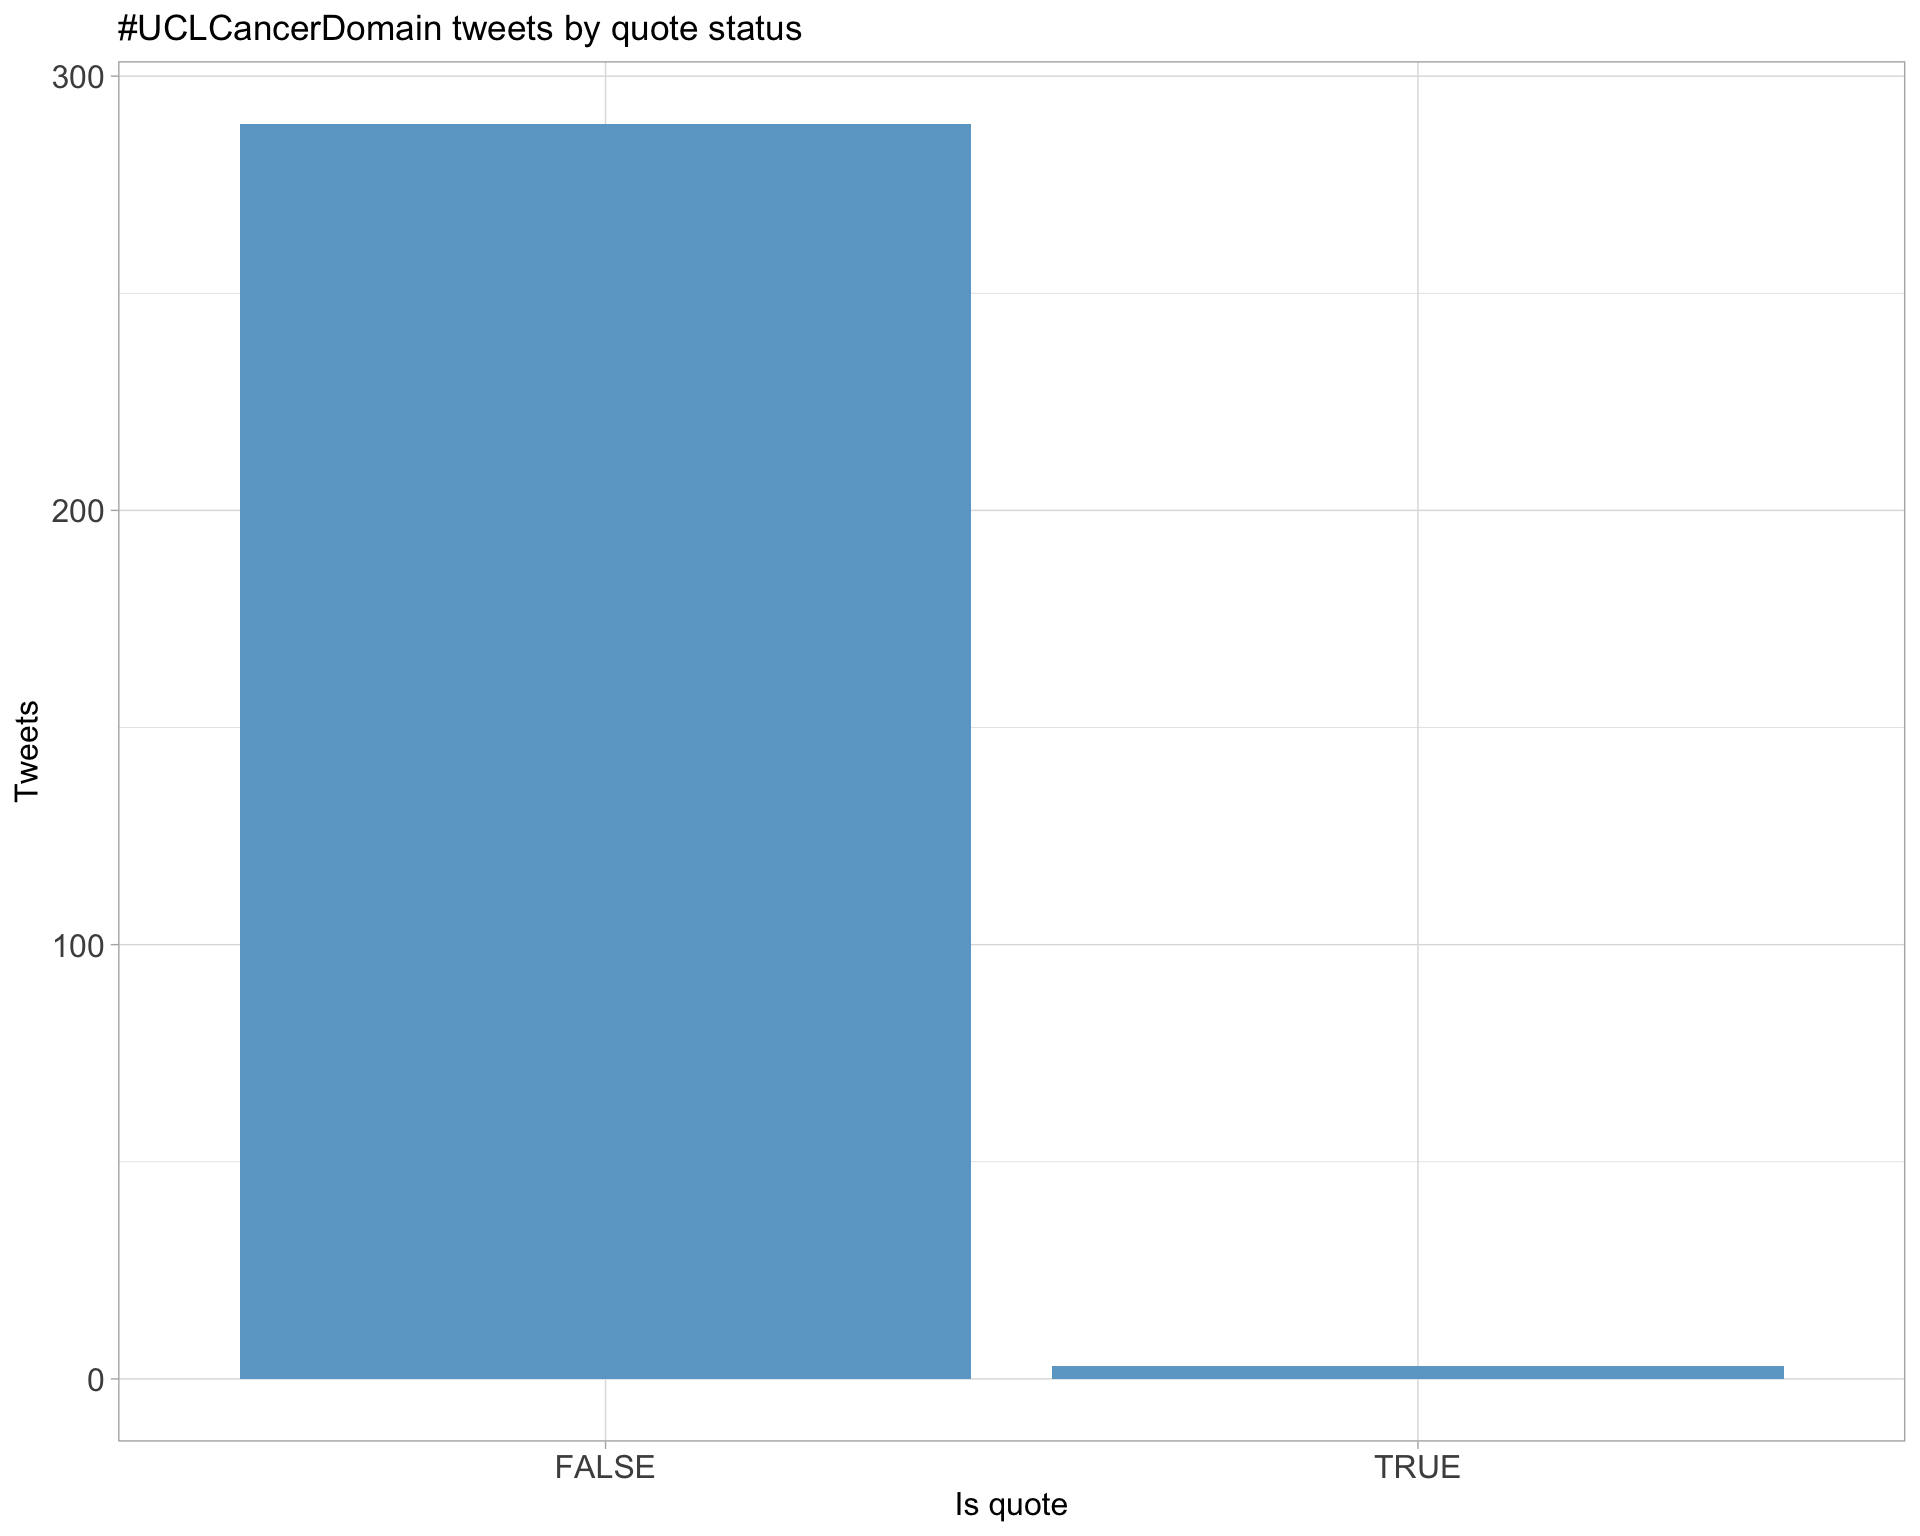 #UCLCancerDomain tweets by quote status
300
200
100
0
Tweets
FALSE
TRUE
Is quote